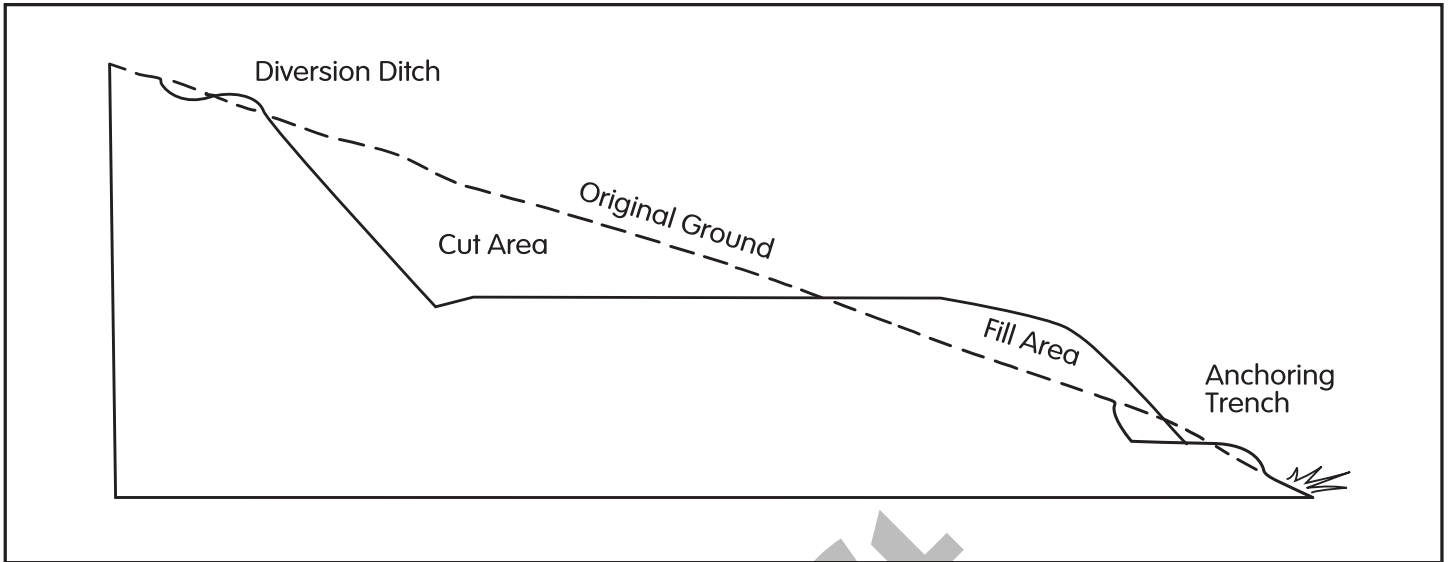 Diversion Ditch
Original Ground
Cut Area
Fill Area
Anchoring
Trench